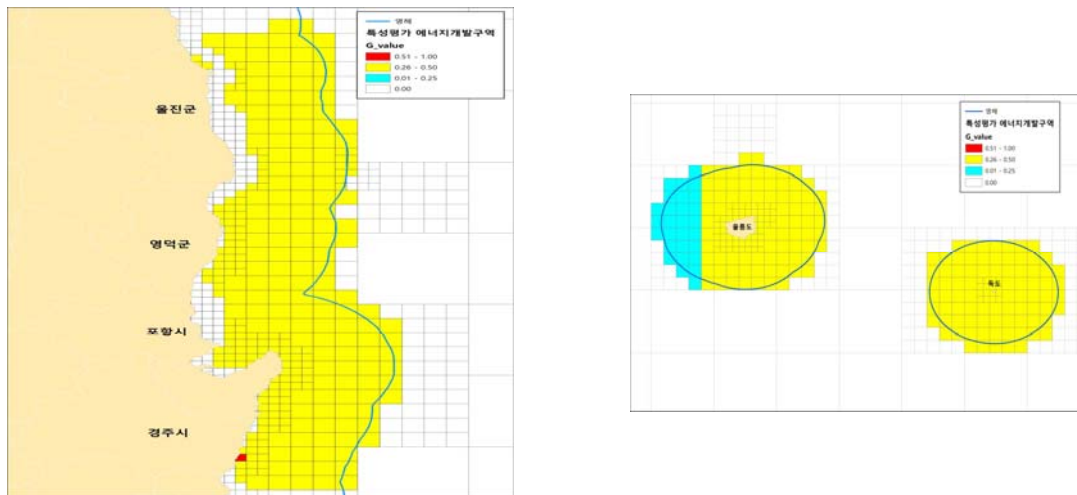 영해
특성평가 에너지개발구역
G_value
0.51 - 1.00
0.26 - 0.50
0.01 - 0.25
0.00
울진군
영덕군
포항시
경주시
영해
특성평가 에너지개발구역
G_value
0.51 - 1.00
0.26 - 0.50
0.01 - 0.25
0.00
울릉도
독도